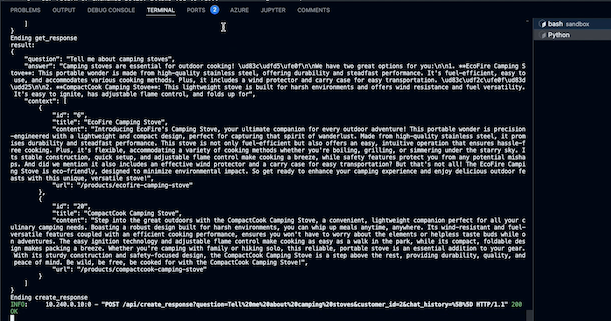 PROBLEMS OUTPUT DEBUG CONSOLE TERMINAL PORTS 2 AZURE JUPYTER COMMENTS
bash sandbox
Python
]
}
Ending get_response
result:
{
"question": "Tell me about camping stoves",
"answer": "Camping stoves are essential for outdoor cooking! \ud83c\udfd5\ufe0f\n\nWe have two great options for you:\n\n1. **EcoFire Camping S
tove**: This portable wonder is made from high-quality stainless steel, offering durability and steadfast performance. It's fuel-efficient, easy to
use, and accommodates various cooking methods. Plus, it includes a wind protector and carry case for easy transportation. \ud83c\udf2c\ufe0f\ud83d
\udd25\n\n2. **CompactCook Camping Stove**: This lightweight stove is built for harsh environments and offers wind resistance and fuel versatility.
It's easy to ignite, has adjustable flame control, and folds up for",
"context": [
{
"id": "6",
"title": "EcoFire Camping Stove",
"content": "Introducing EcoFire's Camping Stove, your ultimate companion for every outdoor adventure! This portable wonder is precision
-engineered with a lightweight and compact design, perfect for capturing that spirit of wanderlust. Made from high-quality stainless steel, it prom
ises durability and steadfast performance. This stove is not only fuel-efficient but also offers an easy, intuitive operation that ensures hassle-f
ree cooking. Plus, it's flexible, accommodating a variety of cooking methods whether you're boiling, grilling, or simmering under the starry sky. I
ts stable construction, quick setup, and adjustable flame control make cooking a breeze, while safety features protect you from any potential misha
ps. And did we mention it also includes an effective wind protector and a carry case for easy transportation? But that's not all! The EcoFire Campi
ng Stove is eco-friendly, designed to minimize environmental impact. So get ready to enhance your camping experience and enjoy delicious outdoor fe
asts with this unique, versatile stove!",
"url": "/products/ecofire-camping-stove"
},
{
"id": "20",
"title": "CompactCook Camping Stove",
"content": "Step into the great outdoors with the CompactCook Camping Stove, a convenient, lightweight companion perfect for all your c
ulinary camping needs. Boasting a robust design built for harsh environments, you can whip up meals anytime, anywhere. Its wind-resistant and fuel-
versatile features coupled with an efficient cooking performance, ensures you won't have to worry about the elements or helpless taste buds while o
n adventures. The easy ignition technology and adjustable flame control make cooking as easy as a walk in the park, while its compact, foldable des
ign makes packing a breeze. Whether you're camping with family or hiking solo, this reliable, portable stove is an essential addition to your gear.
With its sturdy construction and safety-focused design, the CompactCook Camping Stove is a step above the rest, providing durability, quality, and
peace of mind. Be wild, be free, be cooked for with the CompactCook Camping Stove!",
"url": "/products/compactcook-camping-stove"
}
]
}
Ending create_response
INFO: 10.240.0.10:0 - "POST /api/create_response?question=Tell%20me%20about%20camping%20stoves&customer_id=2&chat_history=%5B%5D HTTP/1.1" 200
OK